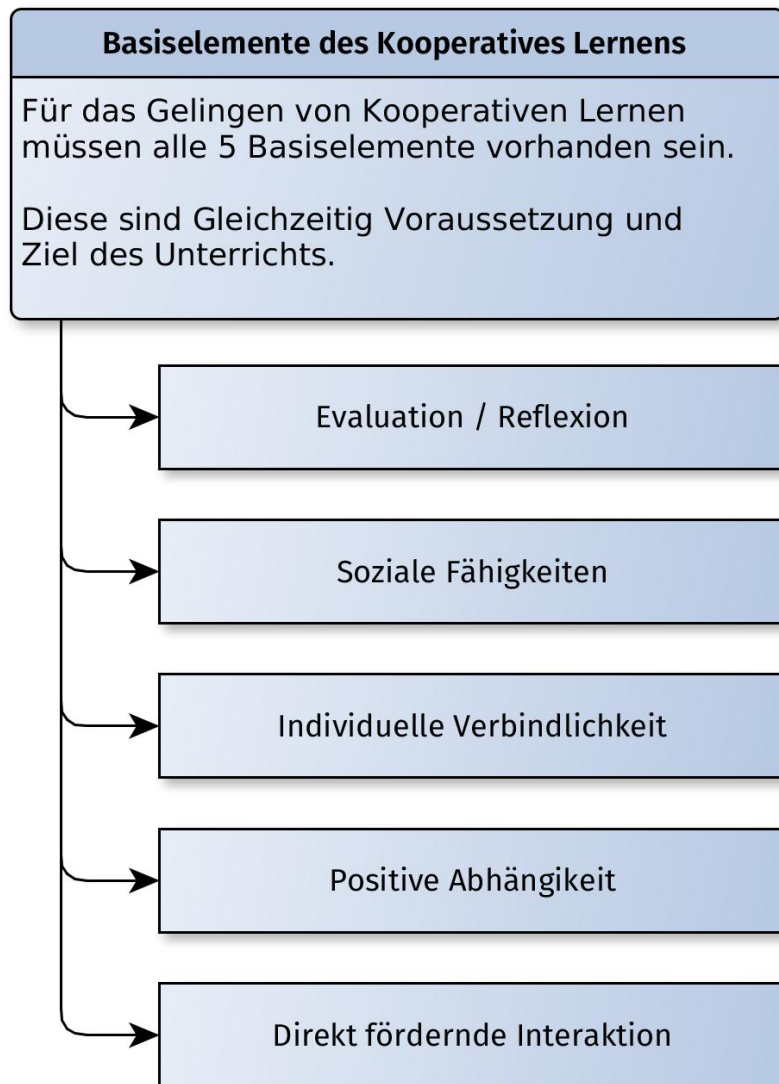 Basiselemente des Kooperatives Lernens
Für das Gelingen von Kooperativen Lernen
müssen alle 5 Basiselemente vorhanden sein.
Diese sind Gleichzeitig Voraussetzung und
Ziel des Unterrichts.
Evaluation / Reflexion
Soziale Fähigkeiten
Individuelle Verbindlichkeit
Positive Abhängikeit
Direkt fördernde Interaktion